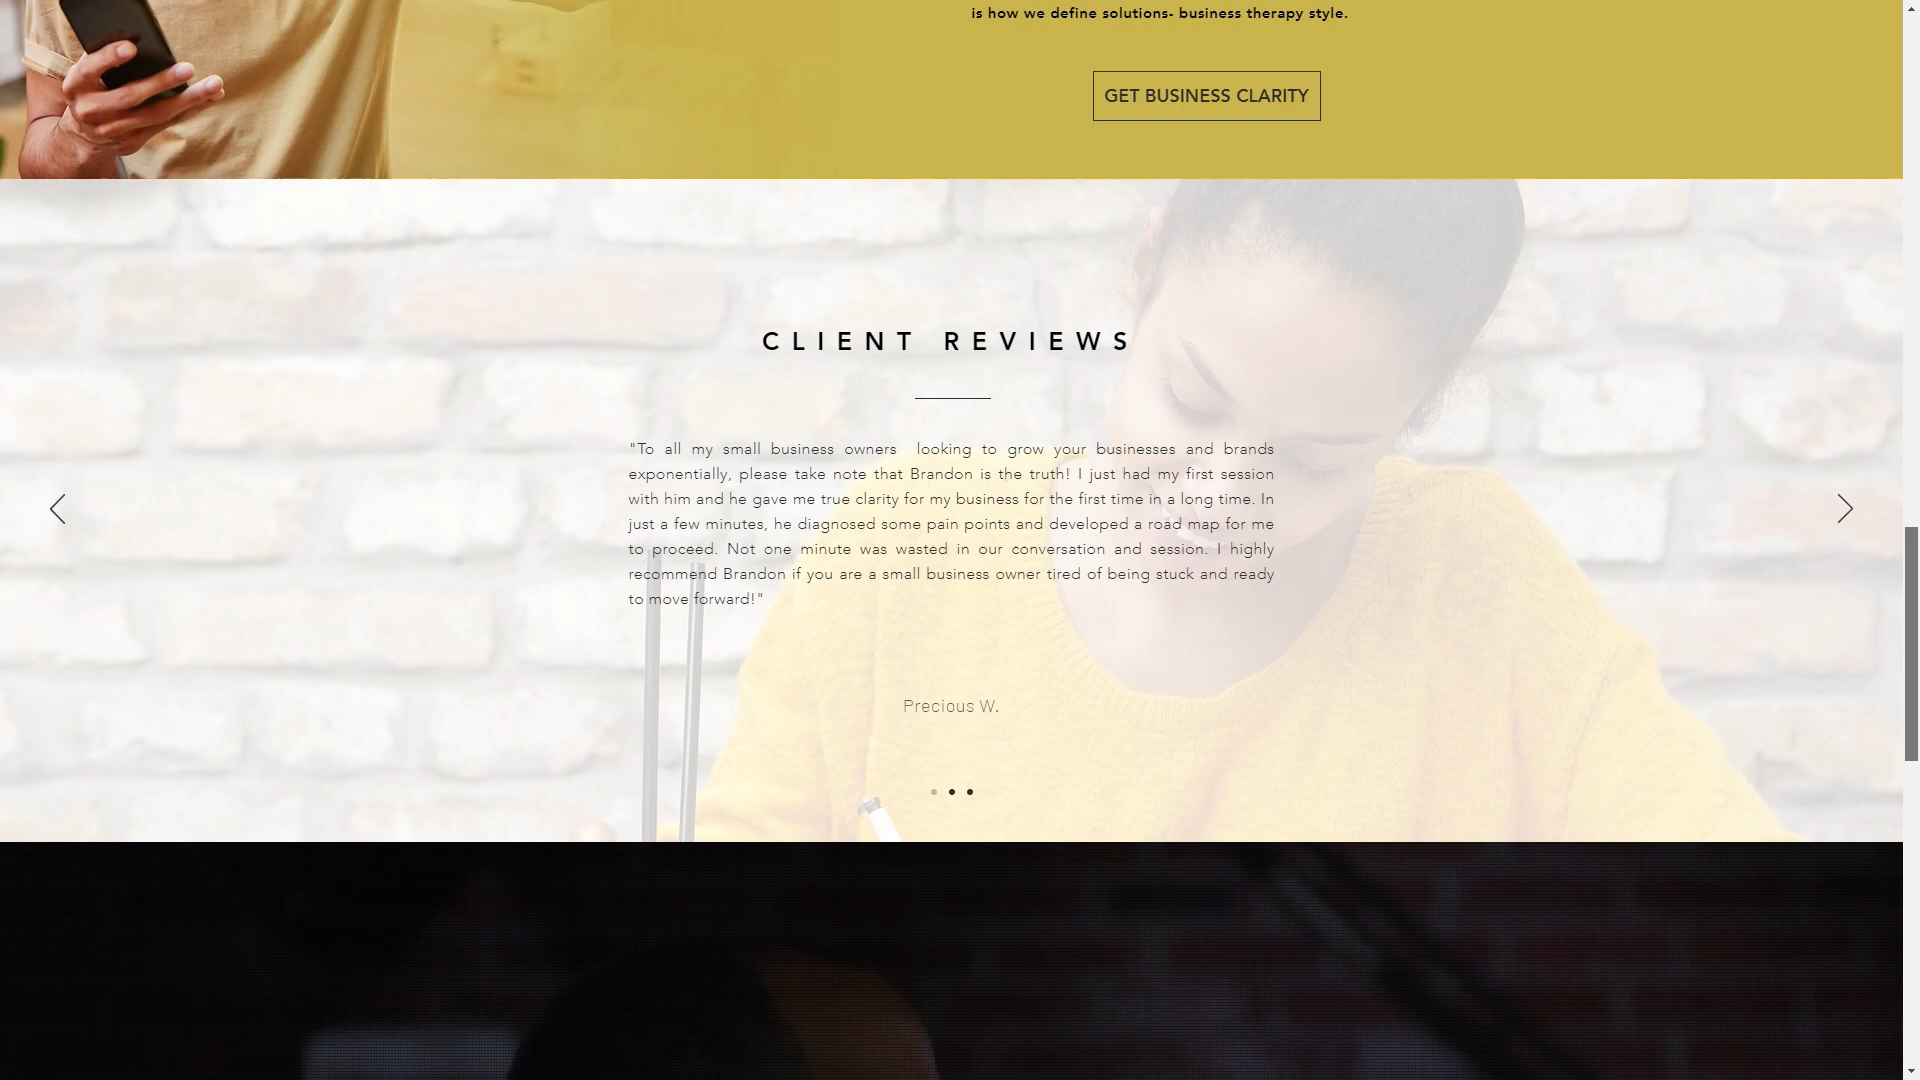 is how we define solutions- business therapy style.
GET BUSINESS CLARITY
CLIENT REVIEWS
"To all my small business owners  looking to grow your businesses and brands
exponentially, please take note that Brandon is the truth! I just had my first session
with him and he gave me true clarity for my business for the first time in a long time. In
just a few minutes, he diagnosed some pain points and developed a road map for me
to proceed. Not one minute was wasted in our conversation and session. I highly
recommend Brandon if you are a small business owner tired of being stuck and ready
to move forward!"
Precious W.